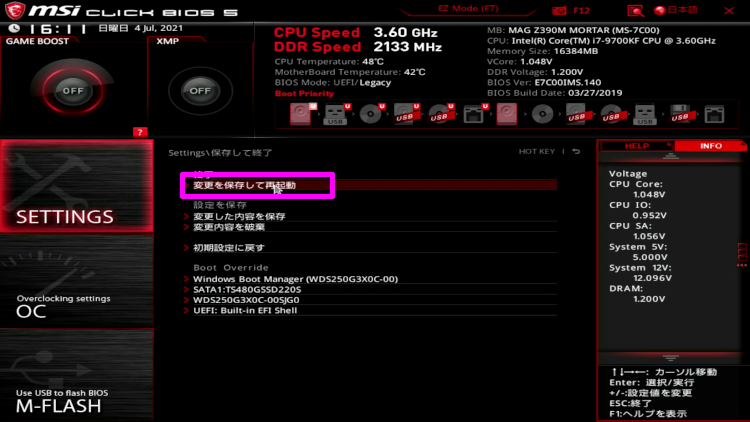 msi CLICK BIOS 5
EZ Mode (F7)
F12
日本語
X
16:11 日曜日 4 Jul, 2021
GAME BOOST
XMP
OFF
OFF
?
CPU Speed 3.60 GHz
DDR Speed 2133 MHz
CPU Temperature: 48℃
MotherBoard Temperature: 42℃
BIOS Mode: UEFI/Legacy
Boot Priority
MB: MAG Z390M MORTAR (MS-7C00)
CPU: Intel(R) Core(TM) i7-9700KF CPU @ 3.60GHz
Memory Size: 16384MB
VCore: 1.048V
DDR Voltage: 1.200V
BIOS Ver: E7C00IMS.140
BIOS Build Date: 03/27/2019
U U U U U
USB USB USB USB USB USB USB
SETTINGS
Overclocking settings
OC
Use USB to flash BIOS
M-FLASH
Settings\保存して終了
HOT KEY
変更を保存して再起動
設定を保存
変更した内容を保存
変更内容を破棄
初期設定に戻す
Boot Override
Windows Boot Manager (WDS250G3X0C-00)
SATA1:TS480GSSD220S
WDS250G3X0C-00SJG0
UEFI: Built-in EFI Shell
HELP
INFO
Voltage
CPU Core:
1.048V
CPU IO:
0.952V
CPU SA:
1.056V
System 5V:
5.000V
System 12V:
12.096V
DRAM:
1.200V
↑↓→←: カーソル移動
Enter: 選択/実行
+/-:設定値を変更
ESC:終了
F1:ヘルプを表示